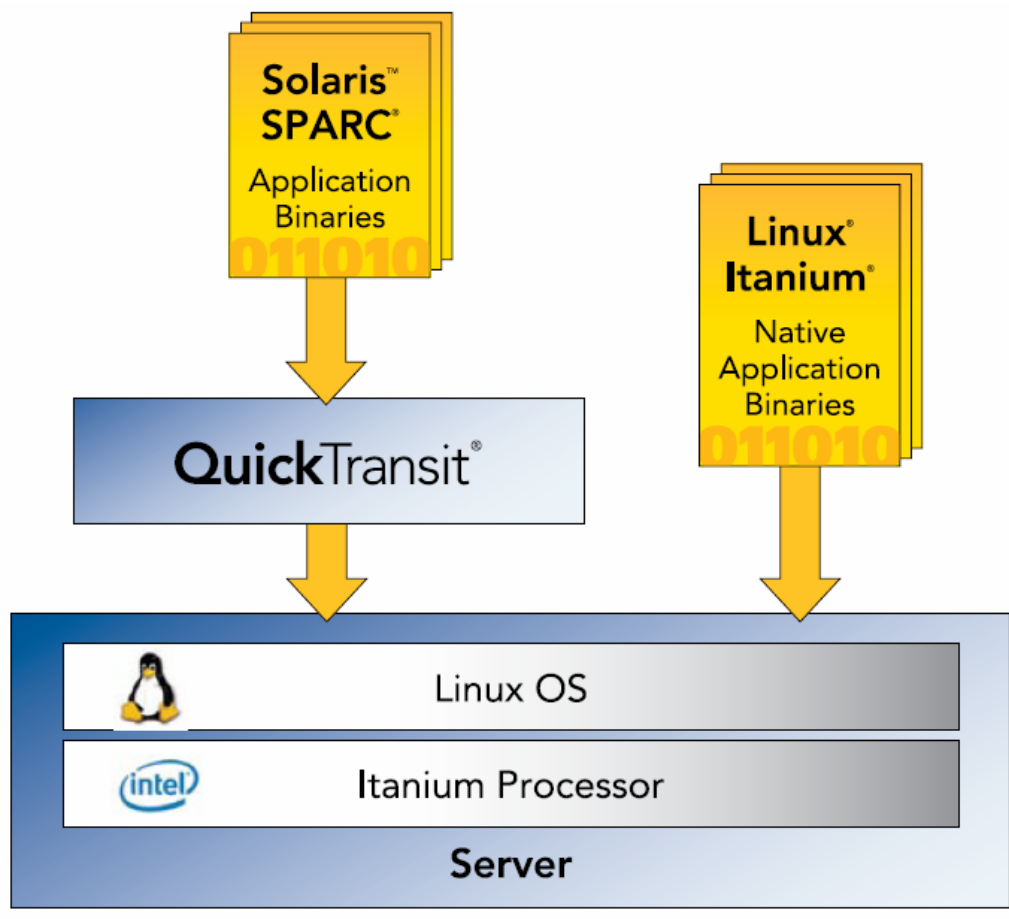 Solaris™
SPARC®
Application
Binaries
011010
Linux®
Itanium®
Native
Application
Binaries
011010
QuickTransit®
Linux OS
intel
Itanium Processor
Server